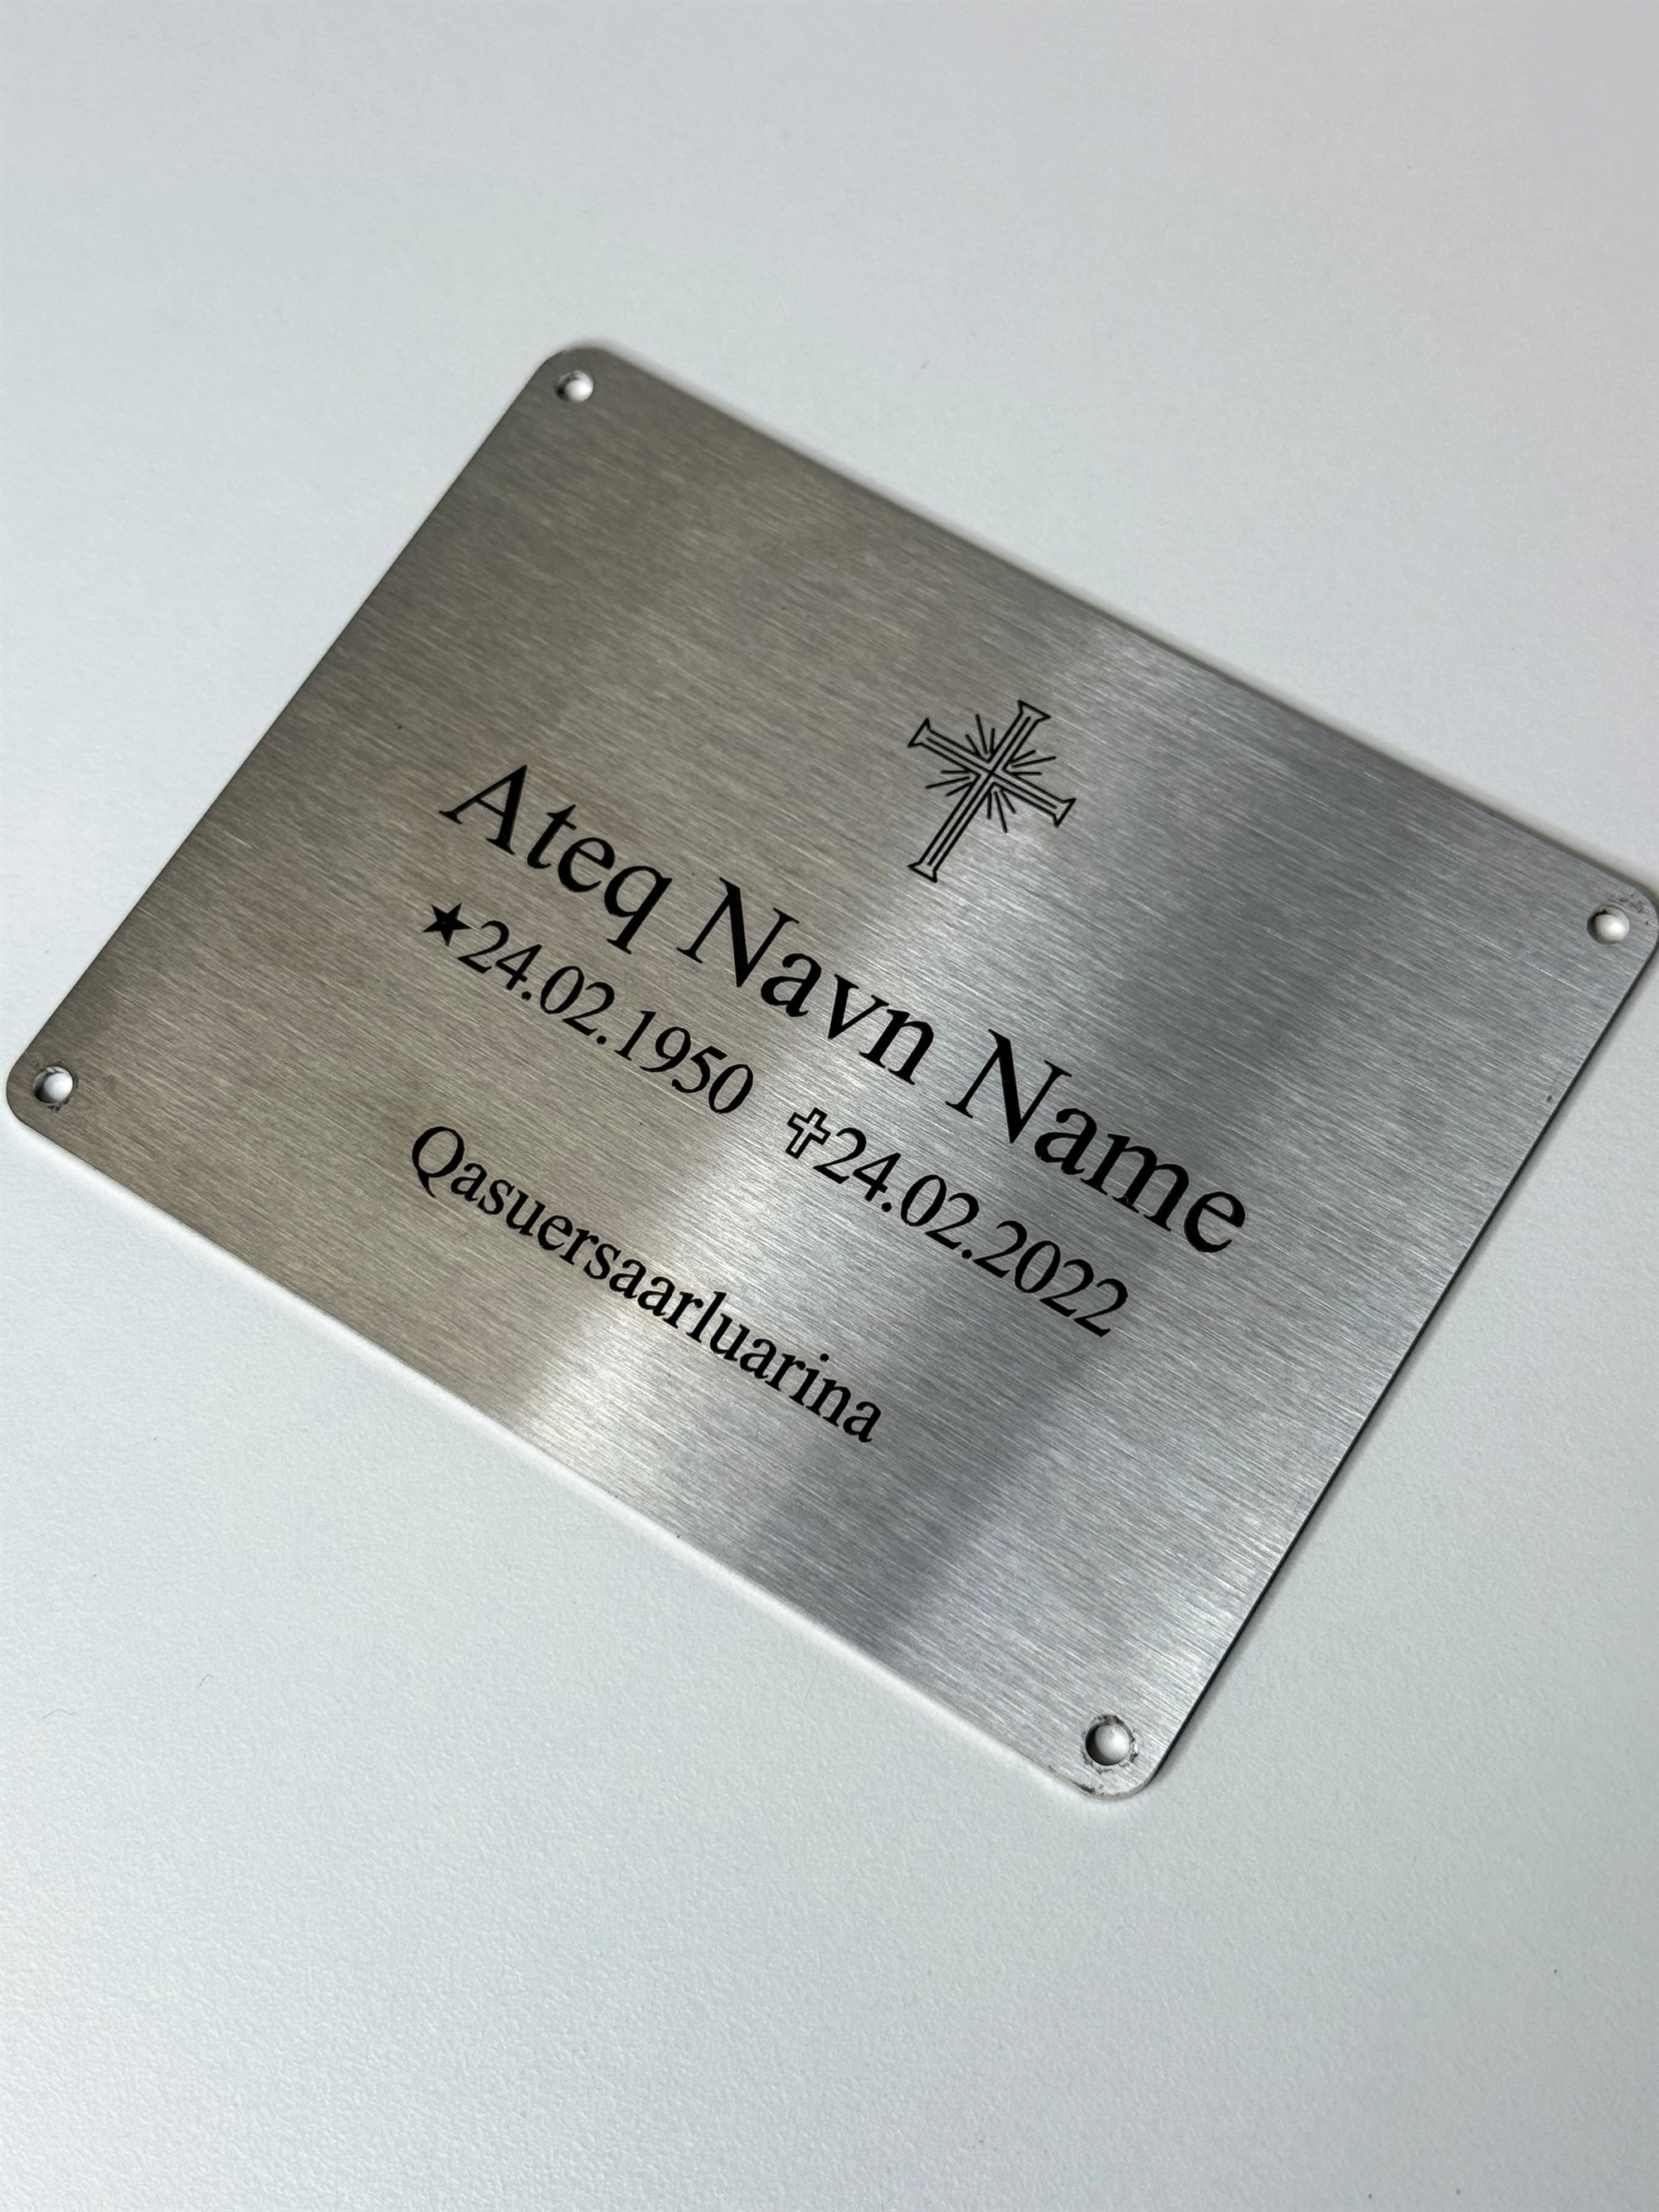 Ateq Navn Name
★24.02.1950 ✝24.02.2022
Qasuersaarluarina